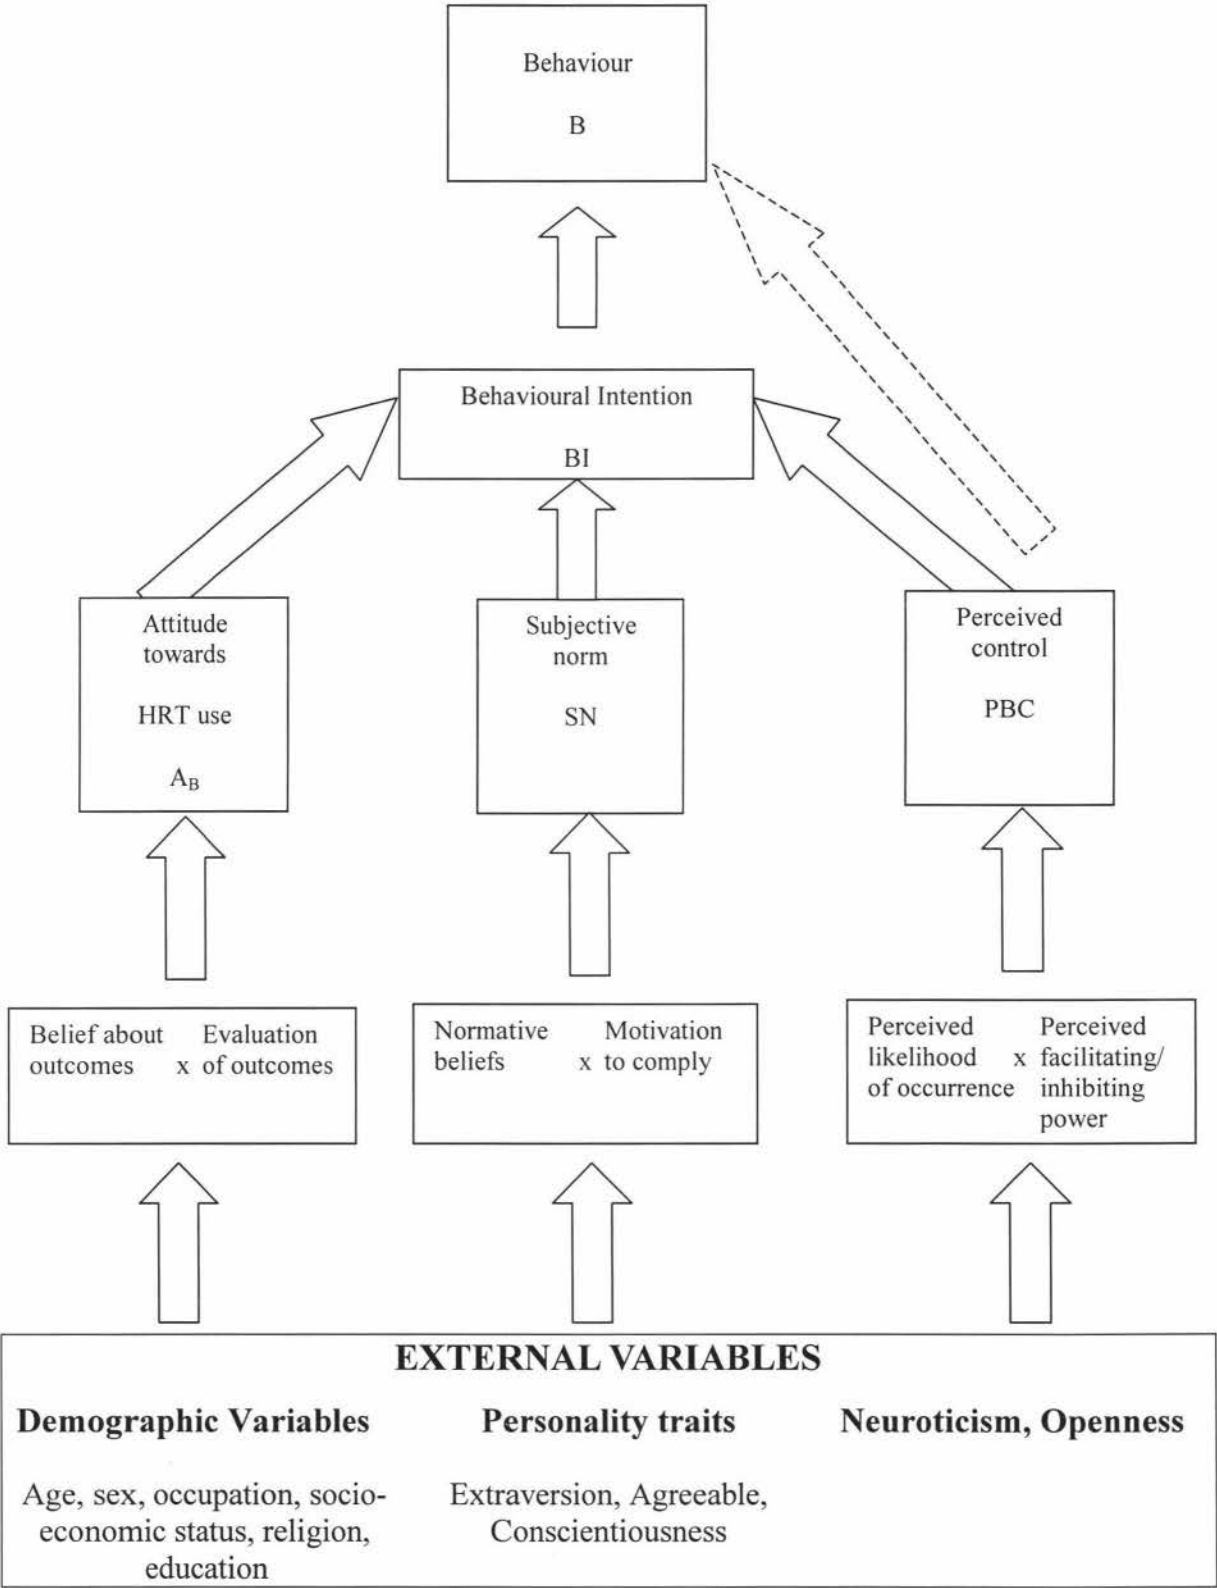 Behaviour
B
Behavioural Intention
BI
Attitude
towards
HRT use
A_B
Subjective
norm
SN
Perceived
control
PBC
Belief about Evaluation
outcomes x of outcomes
Normative Motivation
beliefs x to comply
Perceived Perceived
likelihood x facilitating/
of occurrence inhibiting
power
EXTERNAL VARIABLES
Demographic Variables
Age, sex, occupation, socio-
economic status, religion,
education
Personality traits
Extraversion, Agreeable,
Conscientiousness
Neuroticism, Openness